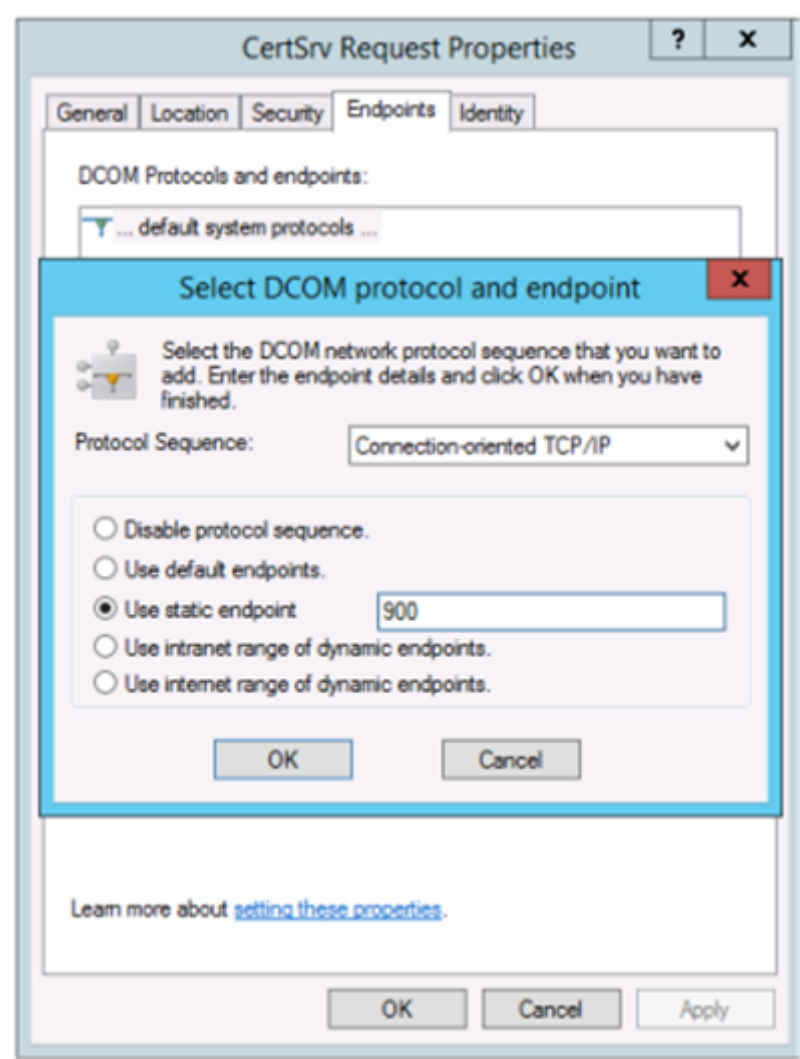 CertSrv Request Properties
? x
General Location Security Endpoints Identity
DCOM Protocols and endpoints:
... default system protocols ...
Select DCOM protocol and endpoint
x
Select the DCOM network protocol sequence that you want to
add. Enter the endpoint details and click OK when you have
finished.
Protocol Sequence: Connection-oriented TCP/IP
Disable protocol sequence.
Use default endpoints.
Use static endpoint 900
Use intranet range of dynamic endpoints.
Use internet range of dynamic endpoints.
OK Cancel
Learn more about setting these properties.
OK Cancel Apply